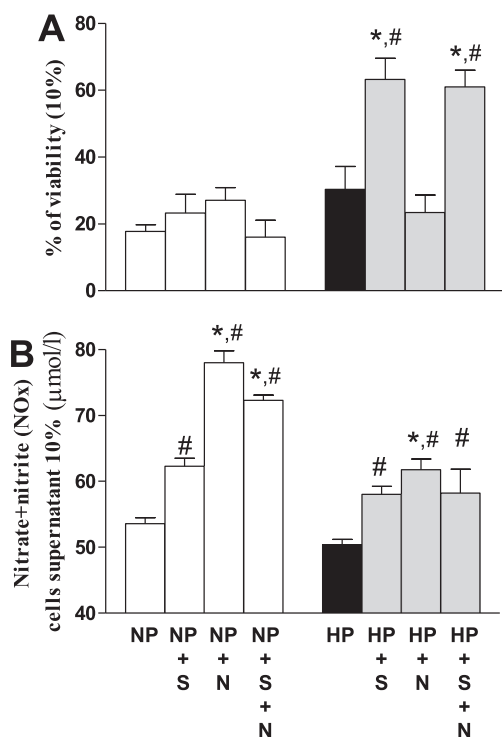 A
% of viability (10%)
80
60
40
20
0
*,#
*,#
B
Nitrate+nitrite (NOx)
cells supernatant 10% (µmol/l)
80
70
60
50
40
#
*,#
*,#
#
*,#
#
NP NP NP NP HP HP HP HP
+ + + + + +
S N S S N S
+ +
N N